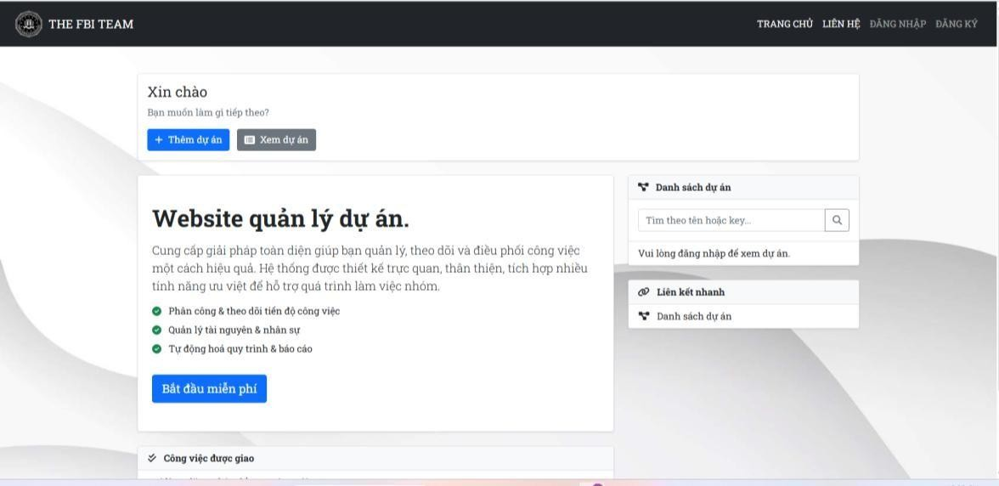 THE FBI TEAM
TRANG CHỦ LIÊN HỆ ĐĂNG NHẬP ĐĂNG KÝ
Xin chào
Bạn muốn làm gì tiếp theo?
+ Thêm dự án Xem dự án
Website quản lý dự án.
Cung cấp giải pháp toàn diện giúp bạn quản lý, theo dõi và điều phối công việc
một cách hiệu quả. Hệ thống được thiết kế trực quan, thân thiện, tích hợp nhiều
tính năng ưu việt để hỗ trợ quá trình làm việc nhóm.
Phân công & theo dõi tiến độ công việc
Quản lý tài nguyên & nhân sự
Tự động hoá quy trình & báo cáo
Bắt đầu miễn phí
Công việc được giao
Danh sách dự án
Tìm theo tên hoặc key...
Vui lòng đăng nhập để xem dự án.
Liên kết nhanh
Danh sách dự án